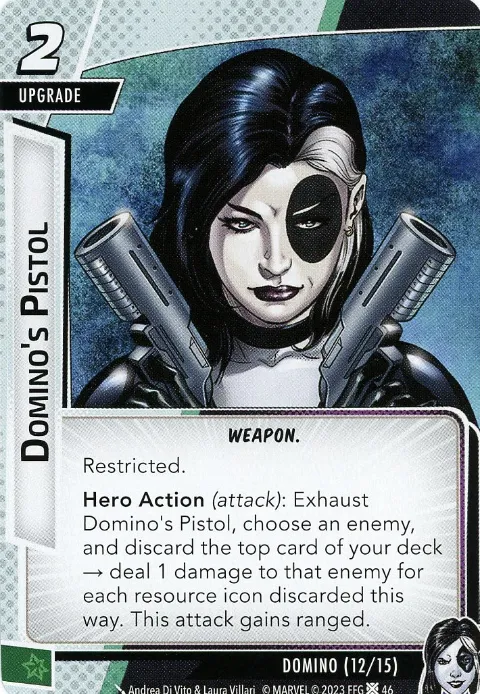 2
UPGRADE
DOMINO'S PISTOL
WEAPON.
Restricted.
Hero Action (attack): Exhaust
Domino's Pistol, choose an enemy,
and discard the top card of your deck
→ deal 1 damage to that enemy for
each resource icon discarded this
way. This attack gains ranged.
DOMINO (12/15)
Andrea Di Vito & Laura Villari © MARVEL © 2023 FFG 46